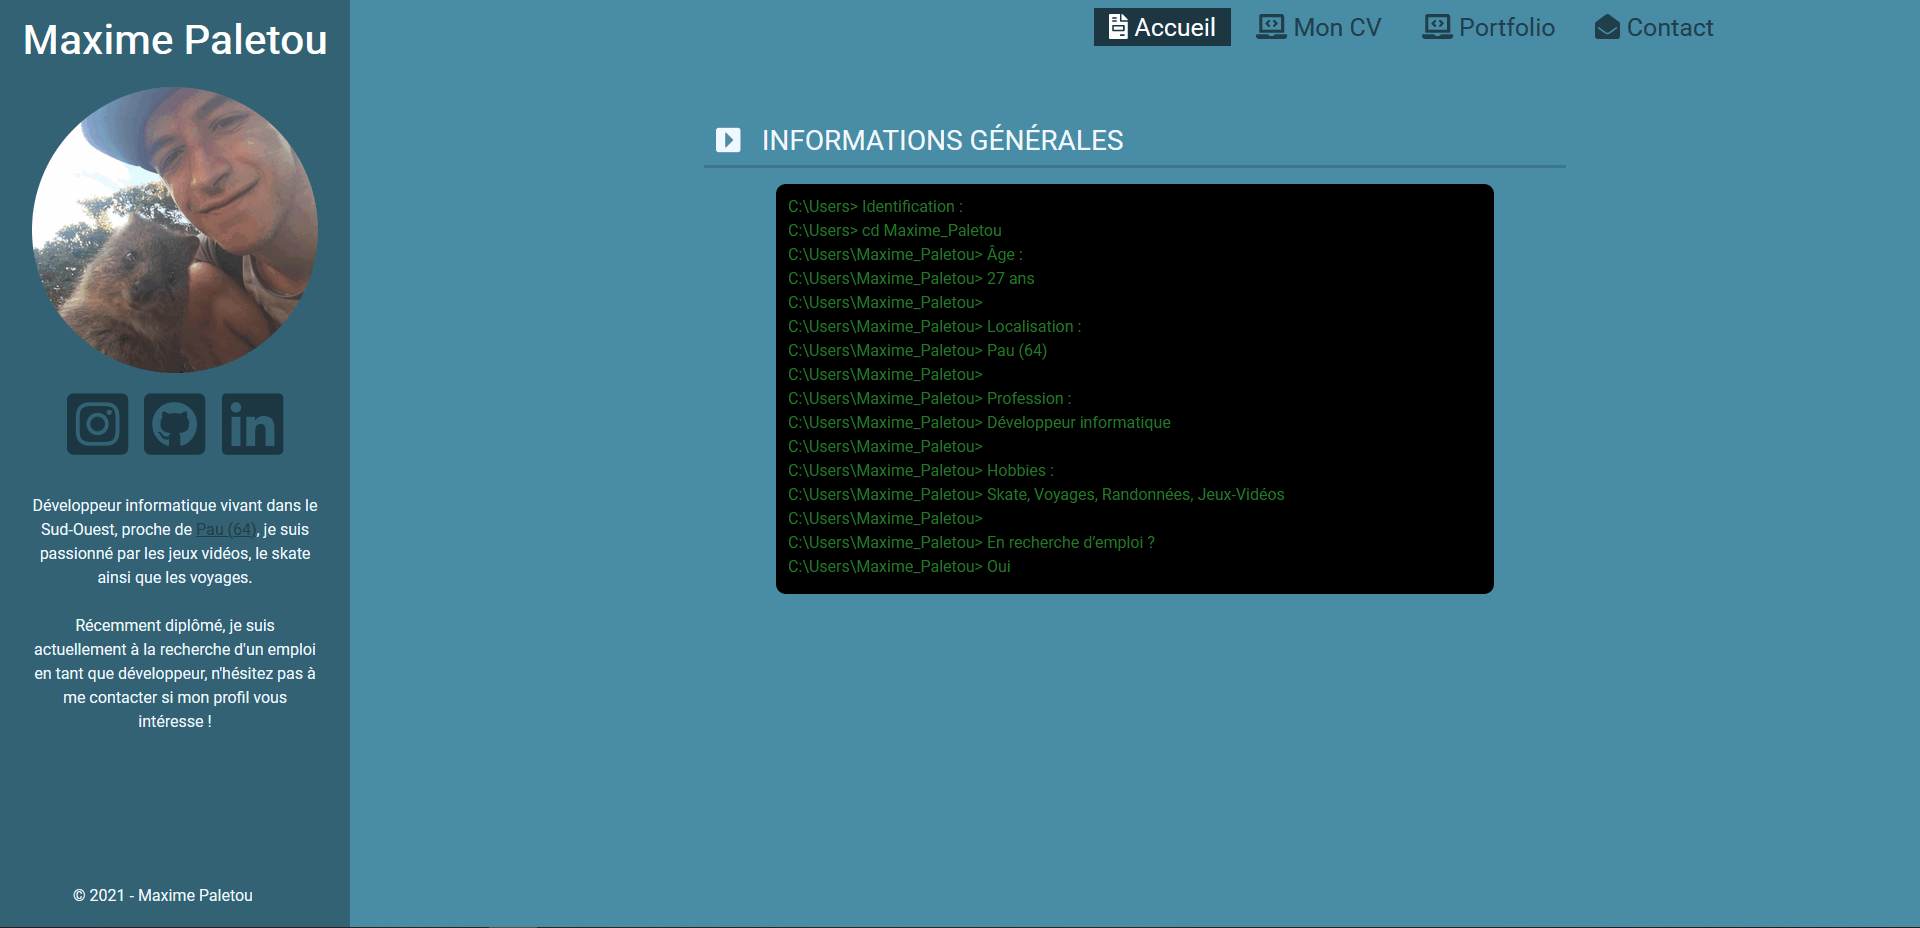 Maxime Paletou
Accueil
Mon CV
Portfolio
Contact
Développeur informatique vivant dans le
Sud-Ouest, proche de Pau (64), je suis
passionné par les jeux vidéos, le skate
ainsi que les voyages.
Récemment diplômé, je suis
actuellement à la recherche d'un emploi
en tant que développeur, n'hésitez pas à
me contacter si mon profil vous
intéresse !
© 2021 - Maxime Paletou
INFORMATIONS GÉNÉRALES
C:\Users> Identification :
C:\Users> cd Maxime_Paletou
C:\Users\Maxime_Paletou> Âge :
C:\Users\Maxime_Paletou> 27 ans
C:\Users\Maxime_Paletou>
C:\Users\Maxime_Paletou> Localisation :
C:\Users\Maxime_Paletou> Pau (64)
C:\Users\Maxime_Paletou>
C:\Users\Maxime_Paletou> Profession :
C:\Users\Maxime_Paletou> Développeur informatique
C:\Users\Maxime_Paletou>
C:\Users\Maxime_Paletou> Hobbies :
C:\Users\Maxime_Paletou> Skate, Voyages, Randonnées, Jeux-Vidéos
C:\Users\Maxime_Paletou>
C:\Users\Maxime_Paletou> En recherche d’emploi ?
C:\Users\Maxime_Paletou> Oui